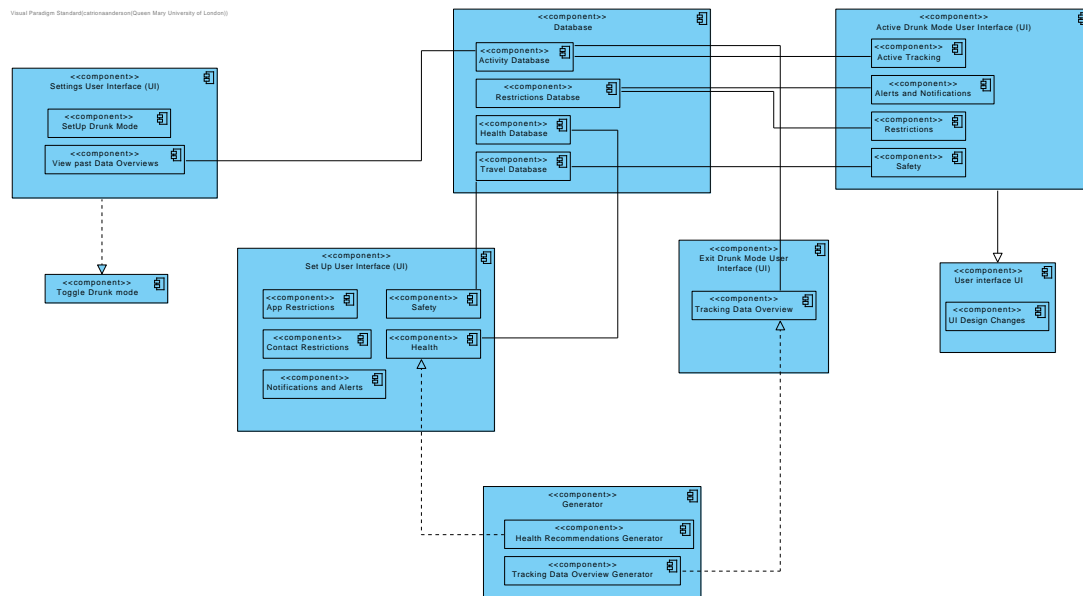 Visual Paradigm Standard(catrionaanderson(Queen Mary University of London))
<<component>>
Settings User Interface (UI)
<<component>>
SetUp Drunk Mode
<<component>>
View past Data Overviews
<<component>>
Toggle Drunk mode
<<component>>
Database
<<component>>
Activity Database
<<component>>
Restrictions Databse
<<component>>
Health Database
<<component>>
Travel Database
<<component>>
Active Drunk Mode User Interface (UI)
<<component>>
Active Tracking
<<component>>
Alerts and Notifications
<<component>>
Restrictions
<<component>>
Safety
<<component>>
Set Up User Interface (UI)
<<component>>
App Restrictions
<<component>>
Safety
<<component>>
Contact Restrictions
<<component>>
Health
<<component>>
Notifications and Alerts
<<component>>
Exit Drunk Mode User
Interface (UI)
<<component>>
Tracking Data Overview
<<component>>
User interface UI
<<component>>
UI Design Changes
<<component>>
Generator
<<component>>
Health Recommendations Generator
<<component>>
Tracking Data Overview Generator